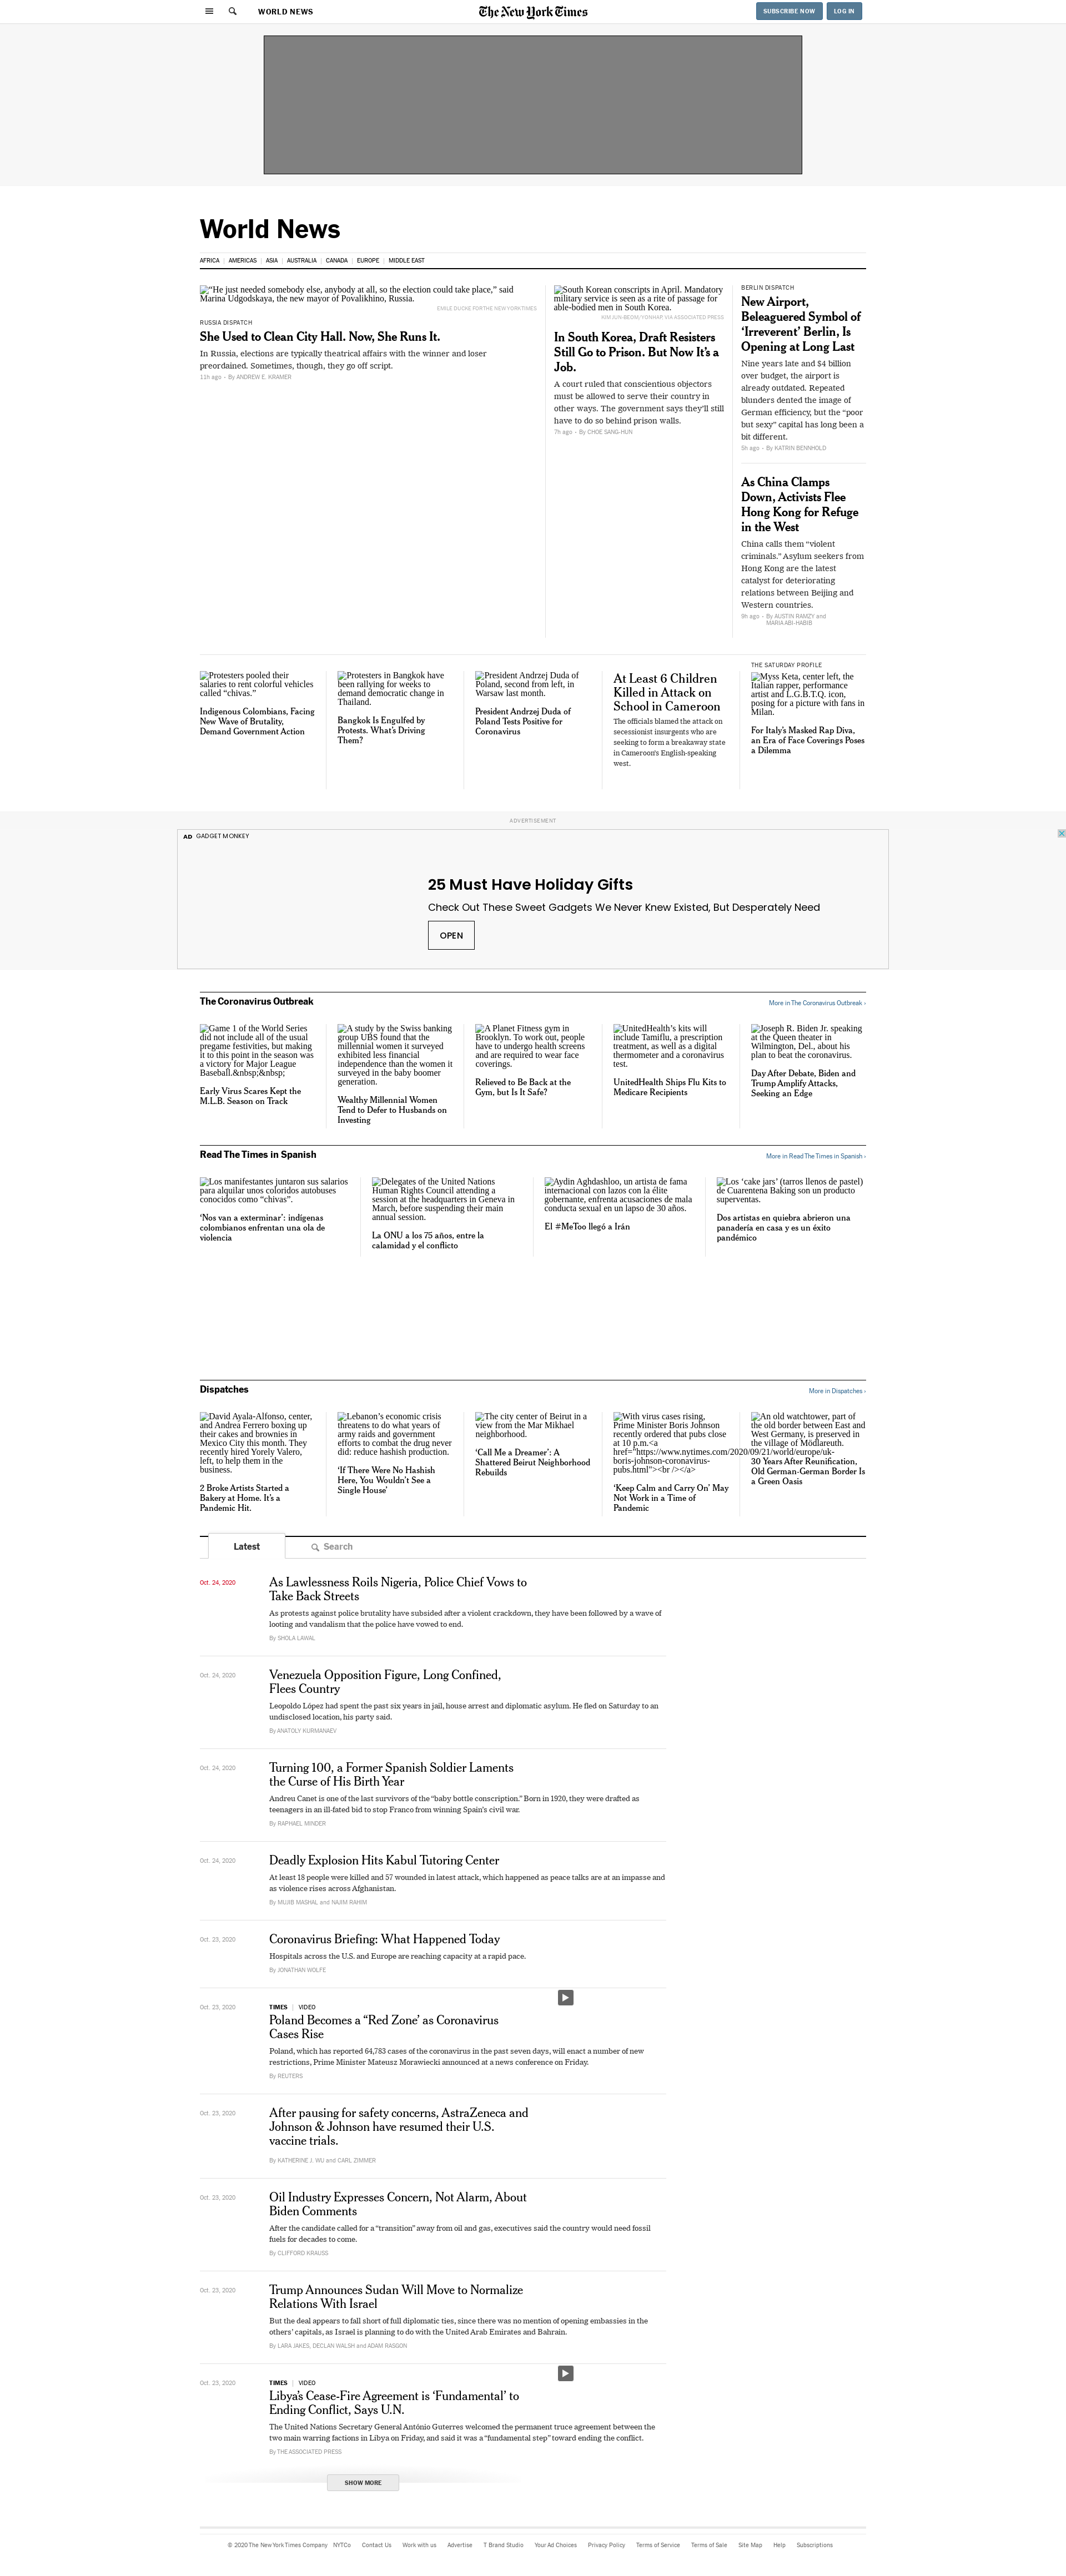 WORLD NEWS
The New York Times
SUBSCRIBE NOW
LOG IN
World News
AFRICA
AMERICAS
ASIA
AUSTRALIA
CANADA
EUROPE
MIDDLE EAST
“He just needed somebody else, anybody at all, so the election could take place,” said
Marina Udgodskaya, the new mayor of Povalikhino, Russia.
EMILE DUCKE FOR THE NEW YORK TIMES
RUSSIA DISPATCH
She Used to Clean City Hall. Now, She Runs It.
In Russia, elections are typically theatrical affairs with the winner and loser
preordained. Sometimes, though, they go off script.
11h ago - By ANDREW E. KRAMER
South Korean conscripts in April. Mandatory
military service is seen as a rite of passage for
able-bodied men in South Korea.
KIM JUN-BEOM/YONHAP, VIA ASSOCIATED PRESS
In South Korea, Draft Resisters
Still Go to Prison. But Now It’s a
Job.
A court ruled that conscientious objectors
must be allowed to serve their country in
other ways. The government says they’ll still
have to do so behind prison walls.
7h ago - By CHOE SANG-HUN
BERLIN DISPATCH
New Airport,
Beleaguered Symbol of
‘Irreverent’ Berlin, Is
Opening at Long Last
Nine years late and $4 billion
over budget, the airport is
already outdated. Repeated
blunders dented the image of
German efficiency, but the “poor
but sexy” capital has long been a
bit different.
5h ago - By KATRIN BENNHOLD
As China Clamps
Down, Activists Flee
Hong Kong for Refuge
in the West
China calls them “violent
criminals.” Asylum seekers from
Hong Kong are the latest
catalyst for deteriorating
relations between Beijing and
Western countries.
9h ago - By AUSTIN RAMZY and
MARIA ABI-HABIB
Protesters pooled their
salaries to rent colorful vehicles
called “chivas.”
Indigenous Colombians, Facing
New Wave of Brutality,
Demand Government Action
Protesters in Bangkok have
been rallying for weeks to
demand democratic change in
Thailand.
Bangkok Is Engulfed by
Protests. What’s Driving
Them?
President Andrzej Duda of
Poland, second from left, in
Warsaw last month.
President Andrzej Duda of
Poland Tests Positive for
Coronavirus
At Least 6 Children
Killed in Attack on
School in Cameroon
The officials blamed the attack on
secessionist insurgents who are
seeking to form a breakaway state
in Cameroon’s English-speaking
west.
THE SATURDAY PROFILE
Myss Keta, center left, the
Italian rapper, performance
artist and L.G.B.T.Q. icon,
posing for a picture with fans in
Milan.
For Italy’s Masked Rap Diva,
an Era of Face Coverings Poses
a Dilemma
ADVERTISEMENT
AD GADGET MONKEY
25 Must Have Holiday Gifts
Check Out These Sweet Gadgets We Never Knew Existed, But Desperately Need
OPEN
The Coronavirus Outbreak
More in The Coronavirus Outbreak ›
Game 1 of the World Series
did not include all of the usual
pregame festivities, but making
it to this point in the season was
a victory for Major League
Baseball.&nbsp;&nbsp;
Early Virus Scares Kept the
M.L.B. Season on Track
A study by the Swiss banking
group UBS found that the
millennial women it surveyed
exhibited less financial
independence than the women it
surveyed in the baby boomer
generation.
Wealthy Millennial Women
Tend to Defer to Husbands on
Investing
A Planet Fitness gym in
Brooklyn. To work out, people
have to undergo health screens
and are required to wear face
coverings.
Relieved to Be Back at the
Gym, but Is It Safe?
UnitedHealth’s kits will
include Tamiflu, a prescription
treatment, as well as a digital
thermometer and a coronavirus
test.
UnitedHealth Ships Flu Kits to
Medicare Recipients
Joseph R. Biden Jr. speaking
at the Queen theater in
Wilmington, Del., about his
plan to beat the coronavirus.
Day After Debate, Biden and
Trump Amplify Attacks,
Seeking an Edge
Read The Times in Spanish
More in Read The Times in Spanish ›
Los manifestantes juntaron sus salarios
para alquilar unos coloridos autobuses
conocidos como “chivas”.
‘Nos van a exterminar’: indígenas
colombianos enfrentan una ola de
violencia
Delegates of the United Nations
Human Rights Council attending a
session at the headquarters in Geneva in
March, before suspending their main
annual session.
La ONU a los 75 años, entre la
calamidad y el conflicto
Aydin Aghdashloo, un artista de fama
internacional con lazos con la élite
gobernante, enfrenta acusaciones de mala
conducta sexual en un lapso de 30 años.
El #MeToo llegó a Irán
Los ‘cake jars’ (tarros llenos de pastel)
de Cuarentena Baking son un producto
superventas.
Dos artistas en quiebra abrieron una
panadería en casa y es un éxito
pandémico
Dispatches
More in Dispatches ›
David Ayala-Alfonso, center,
and Andrea Ferrero boxing up
their cakes and brownies in
Mexico City this month. They
recently hired Yorely Valero,
left, to help them in the
business.
2 Broke Artists Started a
Bakery at Home. It’s a
Pandemic Hit.
Lebanon’s economic crisis
threatens to do what years of
army raids and government
efforts to combat the drug never
did: reduce hashish production.
‘If There Were No Hashish
Here, You Wouldn’t See a
Single House’
The city center of Beirut in a
view from the Mar Mikhael
neighborhood.
‘Call Me a Dreamer’: A
Shattered Beirut Neighborhood
Rebuilds
With virus cases rising,
Prime Minister Boris Johnson
recently ordered that pubs close
at 10 p.m.<a
href="https://www.nytimes.com/2020/09/21/world/europe/uk-
boris-johnson-coronavirus-
pubs.html"><br /></a>
‘Keep Calm and Carry On’ May
Not Work in a Time of
Pandemic
An old watchtower, part of
the old border between East and
West Germany, is preserved in
the village of Mödlareuth.
30 Years After Reunification,
Old German-German Border Is
a Green Oasis
Latest
Search
Oct. 24, 2020
As Lawlessness Roils Nigeria, Police Chief Vows to
Take Back Streets
As protests against police brutality have subsided after a violent crackdown, they have been followed by a wave of
looting and vandalism that the police have vowed to end.
By SHOLA LAWAL
Oct. 24, 2020
Venezuela Opposition Figure, Long Confined,
Flees Country
Leopoldo López had spent the past six years in jail, house arrest and diplomatic asylum. He fled on Saturday to an
undisclosed location, his party said.
By ANATOLY KURMANAEV
Oct. 24, 2020
Turning 100, a Former Spanish Soldier Laments
the Curse of His Birth Year
Andreu Canet is one of the last survivors of the “baby bottle conscription.” Born in 1920, they were drafted as
teenagers in an ill-fated bid to stop Franco from winning Spain’s civil war.
By RAPHAEL MINDER
Oct. 24, 2020
Deadly Explosion Hits Kabul Tutoring Center
At least 18 people were killed and 57 wounded in latest attack, which happened as peace talks are at an impasse and
as violence rises across Afghanistan.
By MUJIB MASHAL and NAJIM RAHIM
Oct. 23, 2020
Coronavirus Briefing: What Happened Today
Hospitals across the U.S. and Europe are reaching capacity at a rapid pace.
By JONATHAN WOLFE
Oct. 23, 2020
TIMES | VIDEO
Poland Becomes a “Red Zone’ as Coronavirus
Cases Rise
Poland, which has reported 64,783 cases of the coronavirus in the past seven days, will enact a number of new
restrictions, Prime Minister Mateusz Morawiecki announced at a news conference on Friday.
By REUTERS
Oct. 23, 2020
After pausing for safety concerns, AstraZeneca and
Johnson & Johnson have resumed their U.S.
vaccine trials.
By KATHERINE J. WU and CARL ZIMMER
Oct. 23, 2020
Oil Industry Expresses Concern, Not Alarm, About
Biden Comments
After the candidate called for a “transition” away from oil and gas, executives said the country would need fossil
fuels for decades to come.
By CLIFFORD KRAUSS
Oct. 23, 2020
Trump Announces Sudan Will Move to Normalize
Relations With Israel
But the deal appears to fall short of full diplomatic ties, since there was no mention of opening embassies in the
others’ capitals, as Israel is planning to do with the United Arab Emirates and Bahrain.
By LARA JAKES, DECLAN WALSH and ADAM RASGON
Oct. 23, 2020
TIMES | VIDEO
Libya’s Cease-Fire Agreement is ‘Fundamental’ to
Ending Conflict, Says U.N.
The United Nations Secretary General António Guterres welcomed the permanent truce agreement between the
two main warring factions in Libya on Friday, and said it was a “fundamental step” toward ending the conflict.
By THE ASSOCIATED PRESS
SHOW MORE
© 2020 The New York Times Company
NYTCo
Contact Us
Work with us
Advertise
T Brand Studio
Your Ad Choices
Privacy Policy
Terms of Service
Terms of Sale
Site Map
Help
Subscriptions